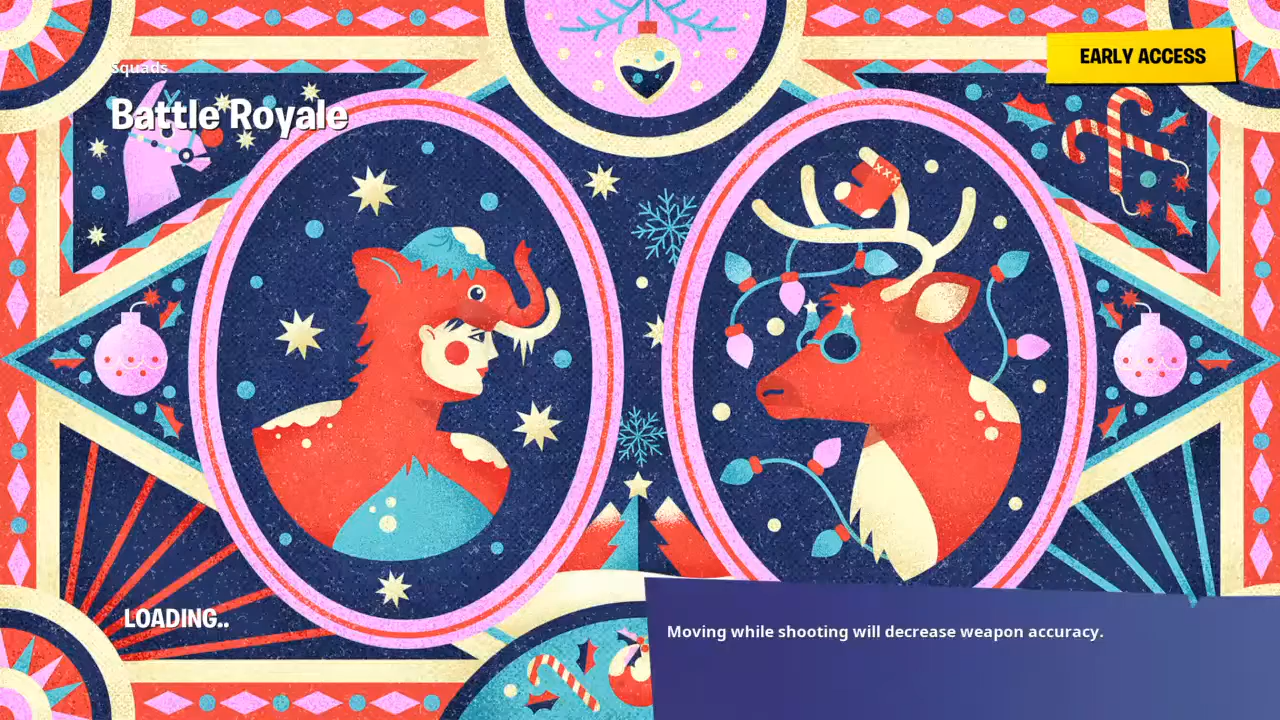 Squads
Battle Royale
EARLY ACCESS
LOADING..
Moving while shooting will decrease weapon accuracy.